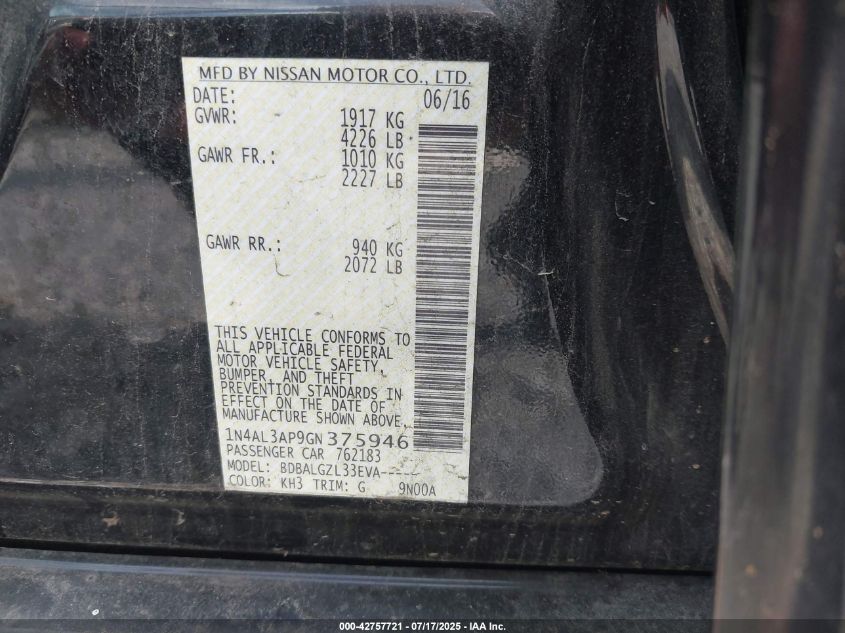 MFD BY NISSAN MOTOR CO., LTD.
DATE: 06/16
GVWR: 1917 KG
4226 LB
GAWR FR.: 1010 KG
2227 LB
GAWR RR.: 940 KG
2072 LB
THIS VEHICLE CONFORMS TO
ALL APPLICABLE FEDERAL
MOTOR VEHICLE SAFETY,
BUMPER, AND THEFT
PREVENTION STANDARDS IN
EFFECT ON THE DATE OF
MANUFACTURE SHOWN ABOVE.
1N4AL3AP9GN375946
PASSENGER CAR 762183
MODEL: BDBALGZL33EVA----
COLOR: KH3 TRIM: G 9N00A
000-42757721 | 07/17/2025 - IAA Inc.